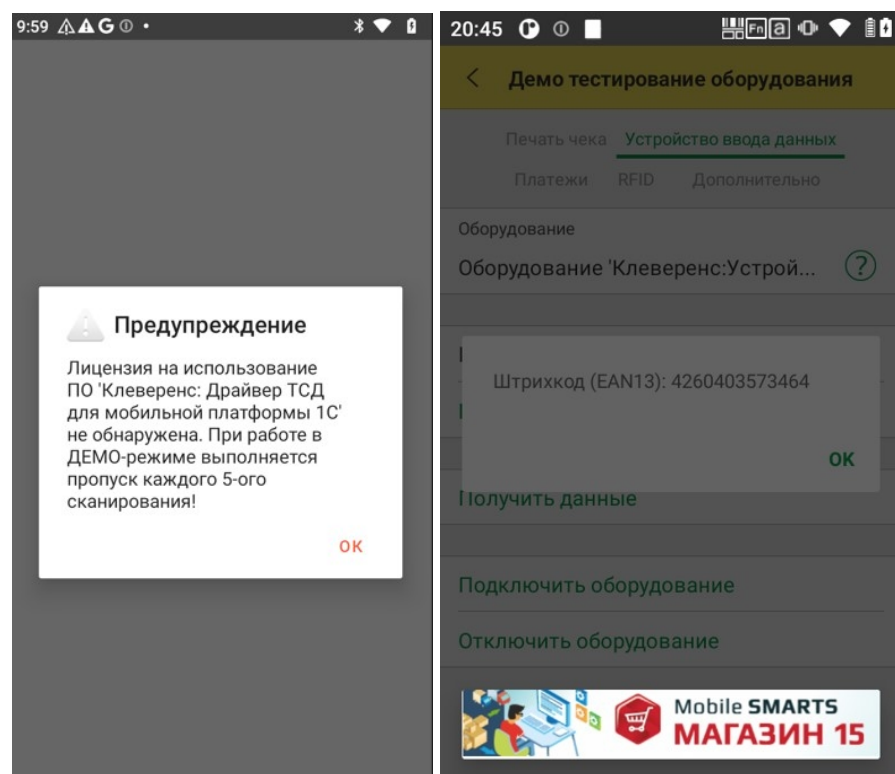 9:59
Предупреждение
Лицензия на использование
ПО 'Клеверенс: Драйвер ТСД
для мобильной платформы 1С'
не обнаружена. При работе в
ДЕМО-режиме выполняется
пропуск каждого 5-ого
сканирования!
ОК
20:45
Fn a
Демо тестирование оборудования
Печать чека Устройство ввода данных
Платежи RFID Дополнительно
Оборудование
Оборудование 'Клеверенс:Устрой...
Штрихкод (EAN13): 4260403573464
ОК
Получить данные
Подключить оборудование
Отключить оборудование
Mobile SMARTS
МАГАЗИН 15